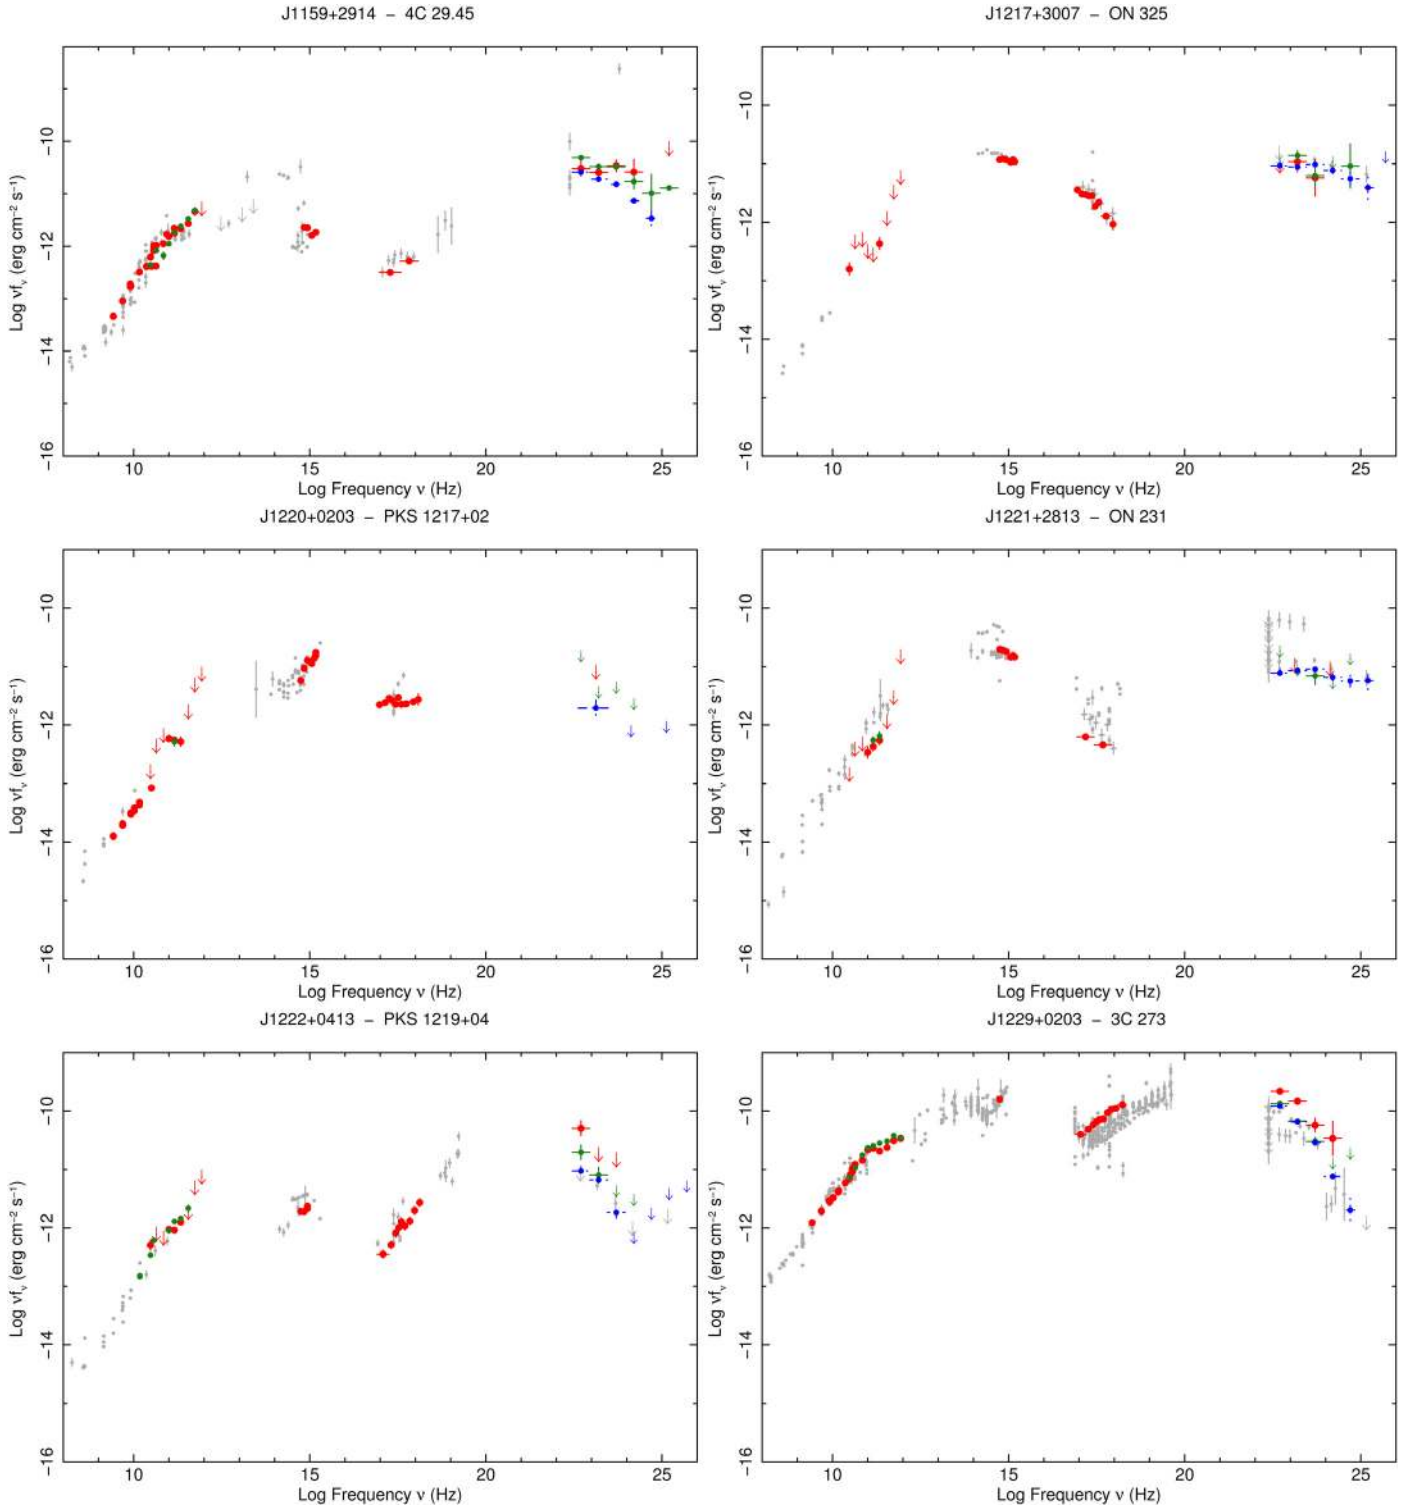 J1159+2914 − 4C 29.45
J1217+3007 − ON 325
−10
−12
−14
−16
Log νfν (erg cm−2 s−1)
10 15 20 25
Log Frequency ν (Hz)
−10
−12
−14
−16
Log νfν (erg cm−2 s−1)
10 15 20 25
Log Frequency ν (Hz)
J1220+0203 − PKS 1217+02
J1221+2813 − ON 231
−10
−12
−14
−16
Log νfν (erg cm−2 s−1)
10 15 20 25
Log Frequency ν (Hz)
−10
−12
−14
−16
Log νfν (erg cm−2 s−1)
10 15 20 25
Log Frequency ν (Hz)
J1222+0413 − PKS 1219+04
J1229+0203 − 3C 273
−10
−12
−14
−16
Log νfν (erg cm−2 s−1)
10 15 20 25
Log Frequency ν (Hz)
−10
−12
−14
−16
Log νfν (erg cm−2 s−1)
10 15 20 25
Log Frequency ν (Hz)